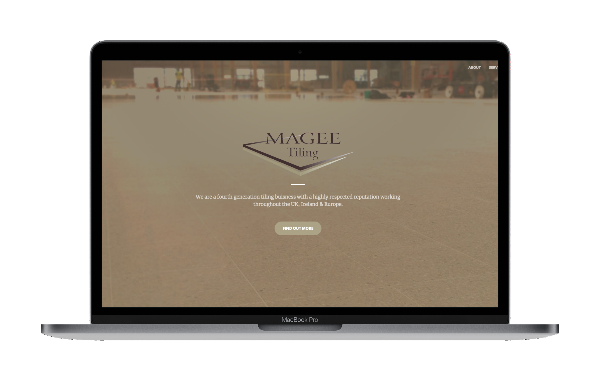 ABOUT
MAGEE
Tiling
We are a fourth generation tiling business with a highly respected reputation working
throughout the UK, Ireland & Europe.
FIND OUT MORE
MacBook Pro